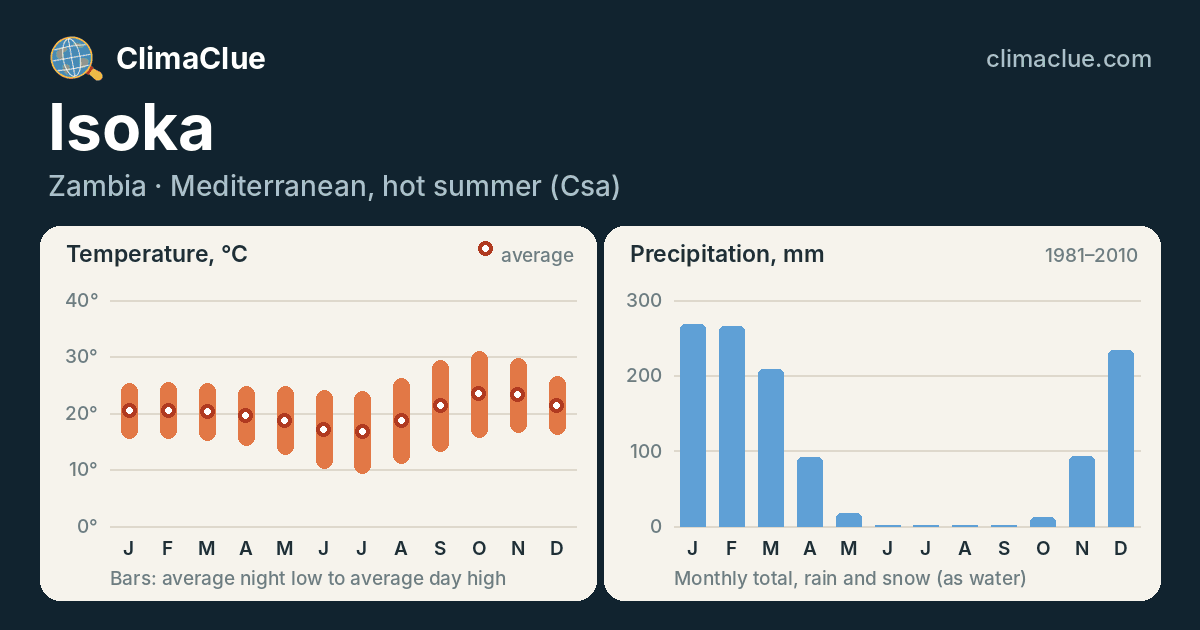 ClimaClue
climaclue.com
Isoka
Zambia · Mediterranean, hot summer (Csa)
Temperature, °C
average
40°
30°
20°
10°
0°
J F M A M J J A S O N D
Bars: average night low to average day high
Precipitation, mm
1981–2010
300
200
100
0
J F M A M J J A S O N D
Monthly total, rain and snow (as water)